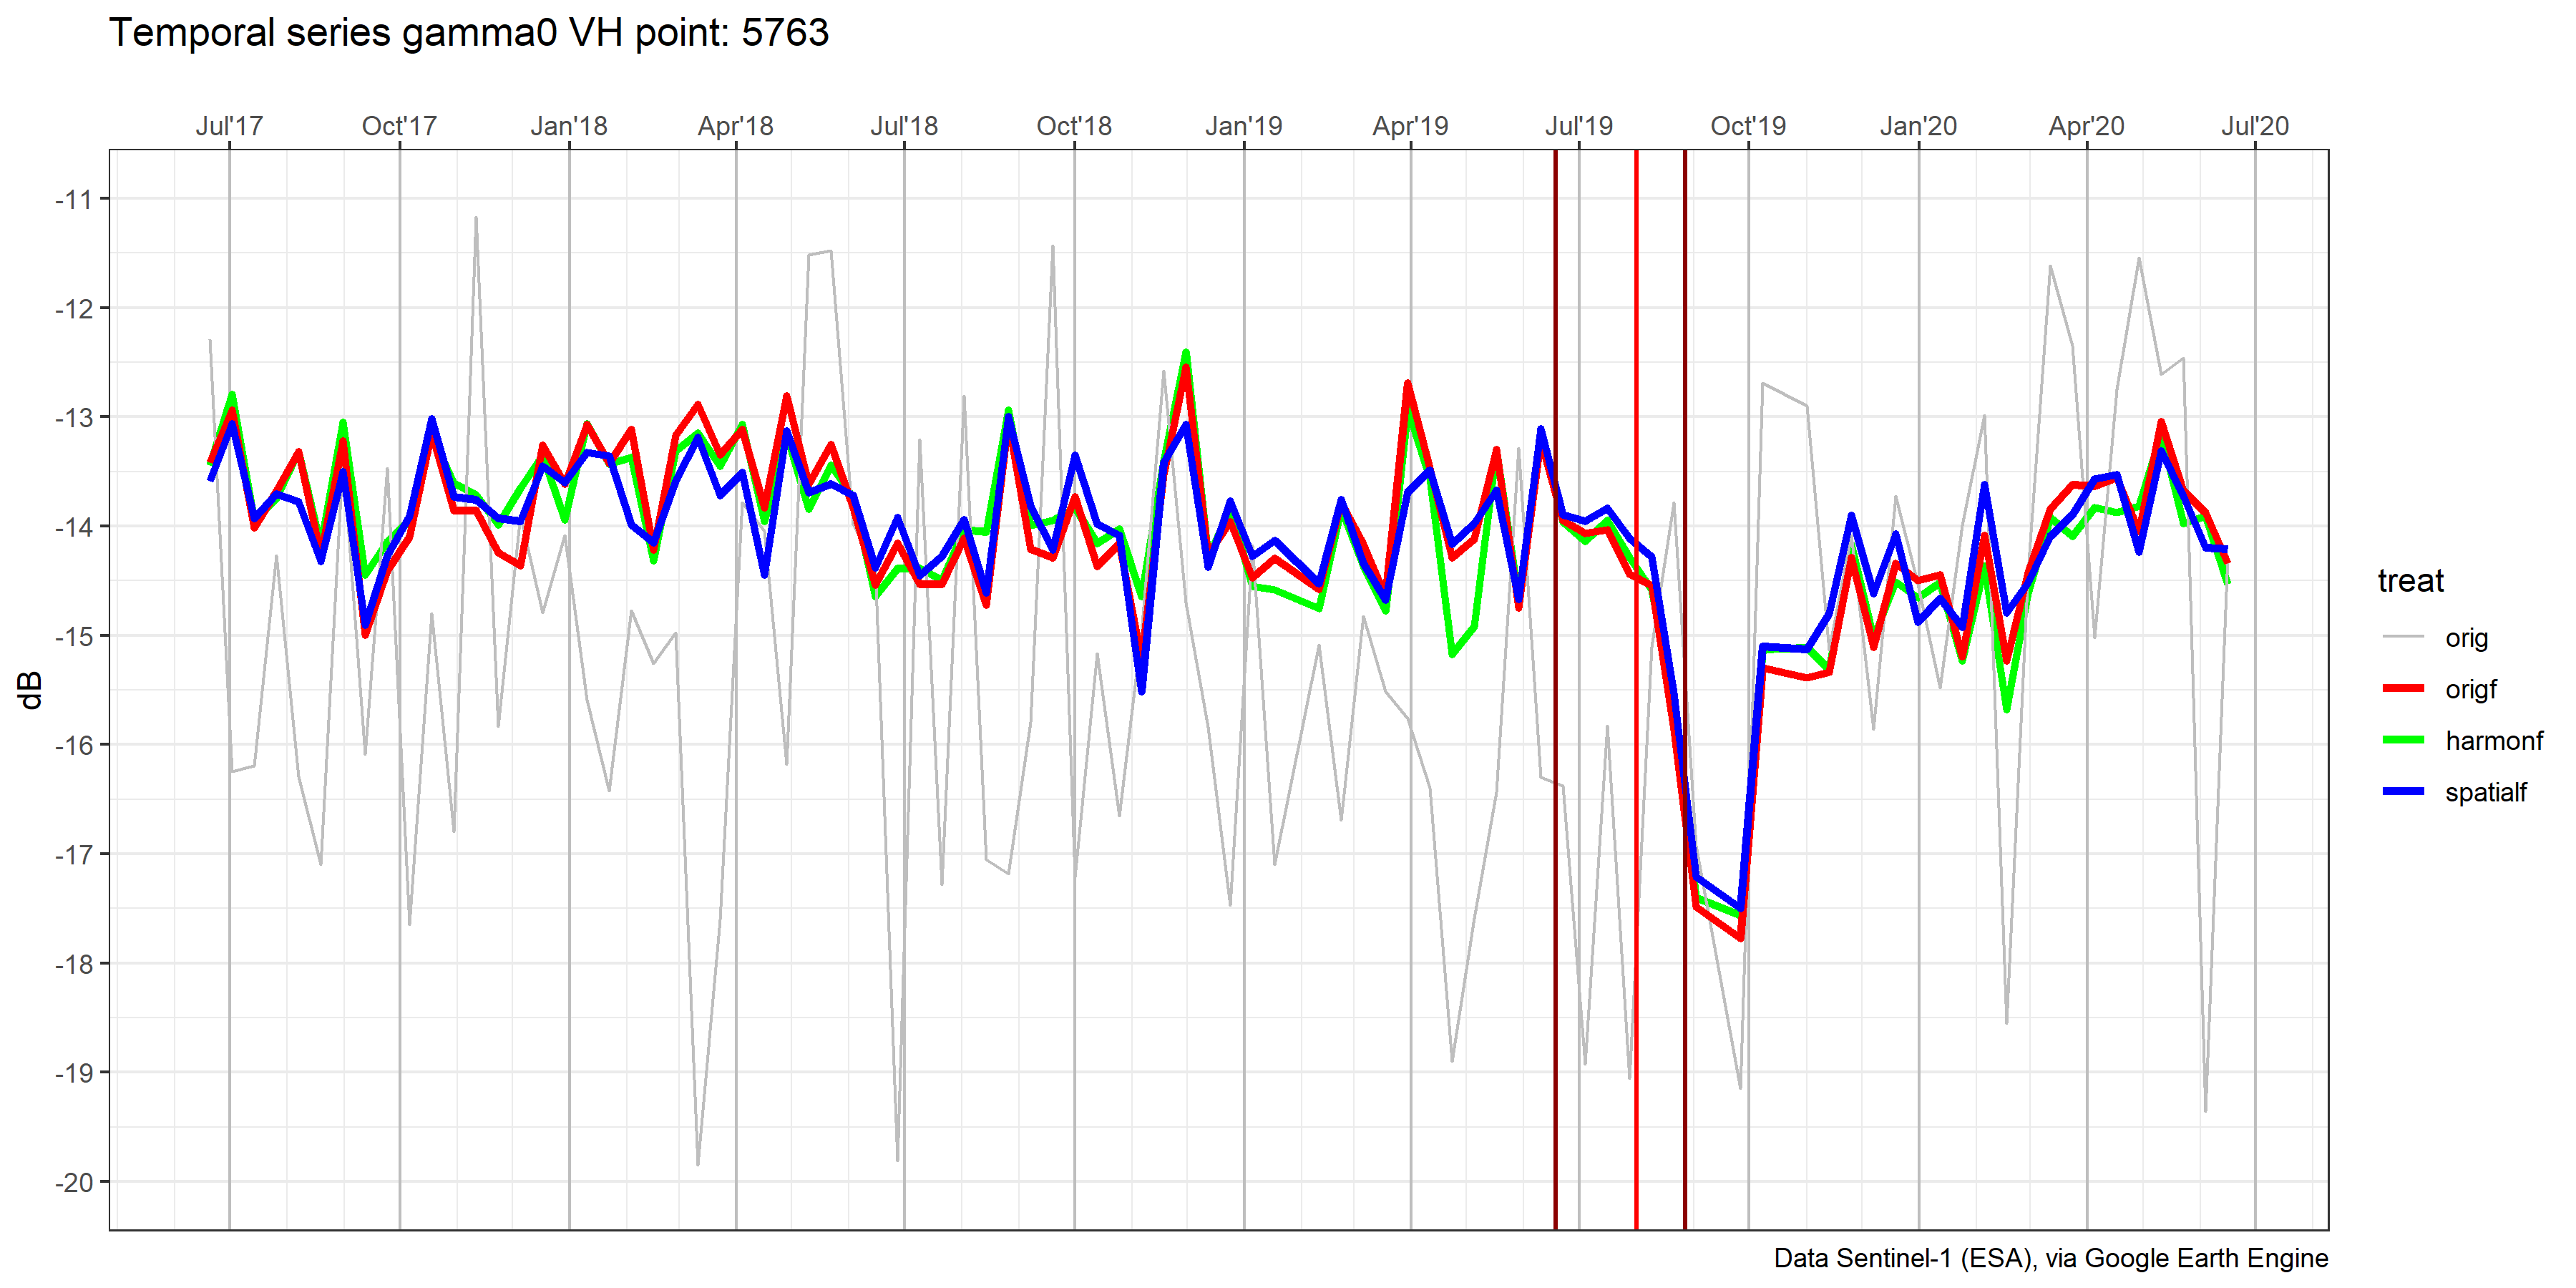 Temporal series gamma0 VH point: 5763
Jul'17 Oct'17 Jan'18 Apr'18 Jul'18 Oct'18 Jan'19 Apr'19 Jul'19 Oct'19 Jan'20 Apr'20 Jul'20
-11
-12
-13
-14
-15
-16
-17
-18
-19
-20
dB
treat
orig
origf
harmonf
spatialf
Data Sentinel-1 (ESA), via Google Earth Engine